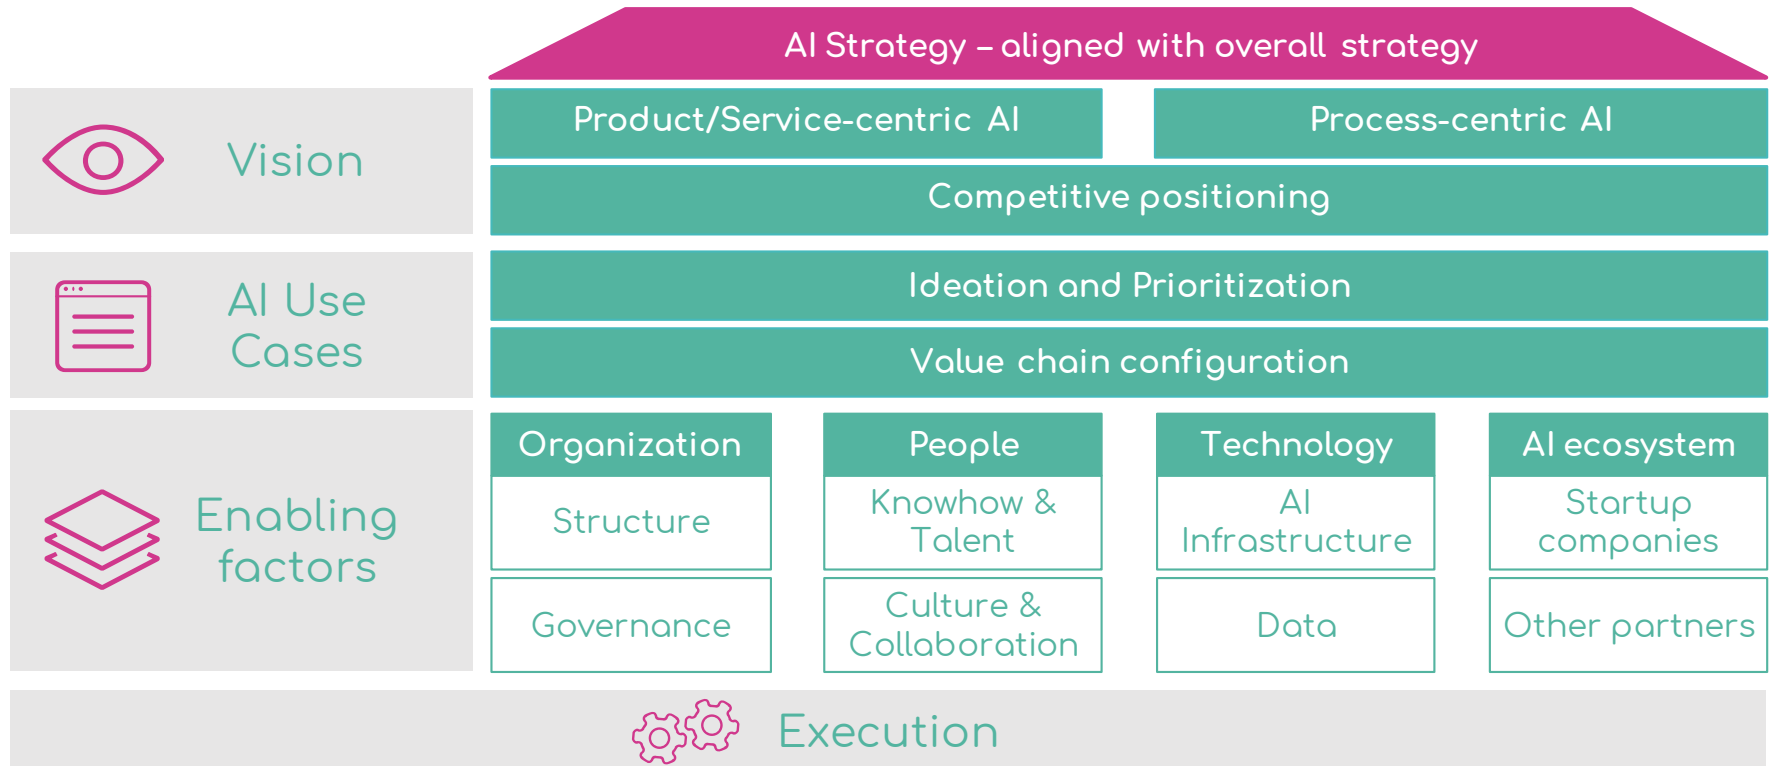 AI Strategy – aligned with overall strategy
Vision
Product/Service-centric AI
Process-centric AI
Competitive positioning
AI Use
Cases
Ideation and Prioritization
Value chain configuration
Enabling
factors
Organization
Structure
Governance
People
Knowhow &
Talent
Culture &
Collaboration
Technology
AI
Infrastructure
Data
AI ecosystem
Startup
companies
Other partners
Execution